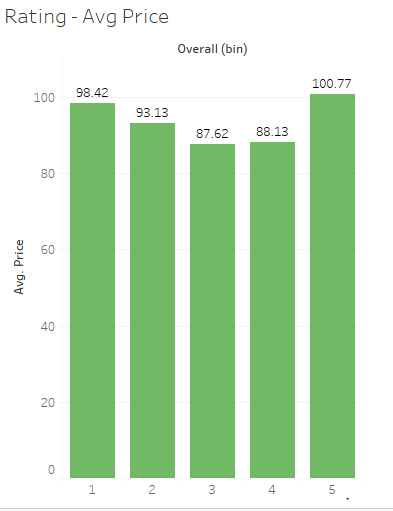 Rating - Avg Price
Overall (bin)
98.42
93.13
87.62
88.13
100.77
100
80
60
40
20
0
Avg. Price
1 2 3 4 5 .